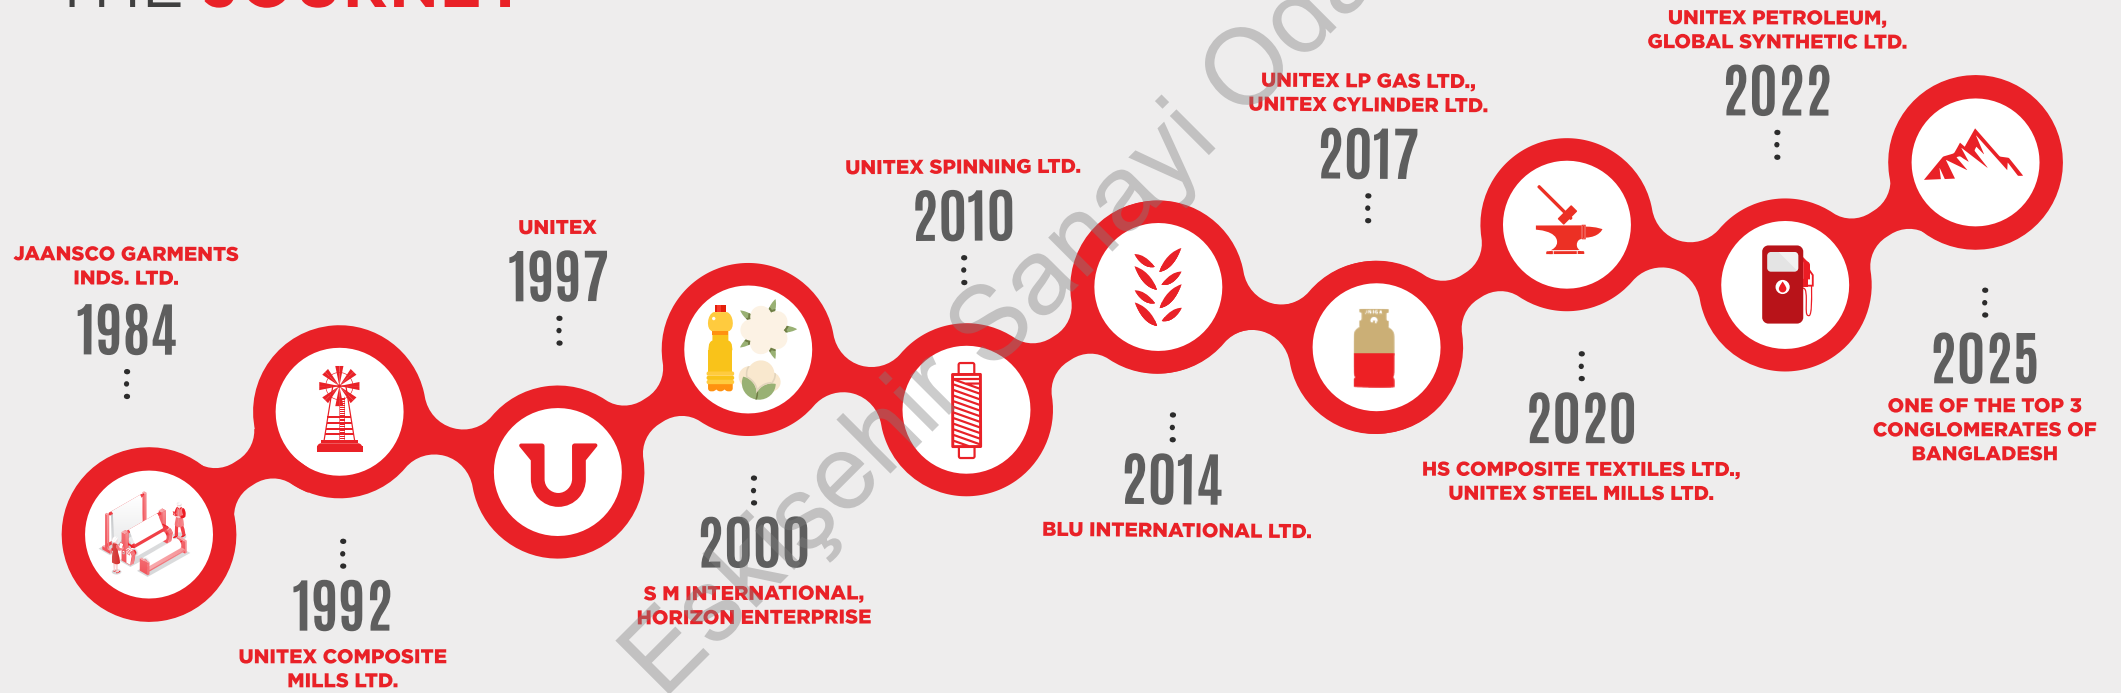 THE JOURNEY
JAANSCO GARMENTS
INDS. LTD.
1984
1992
UNITEX COMPOSITE
MILLS LTD.
UNITEX
1997
2000
S M INTERNATIONAL,
HORIZON ENTERPRISE
UNITEX SPINNING LTD.
2010
2014
BLU INTERNATIONAL LTD.
UNITEX LP GAS LTD.,
UNITEX CYLINDER LTD.
2017
2020
HS COMPOSITE TEXTILES LTD.,
UNITEX STEEL MILLS LTD.
UNITEX PETROLEUM,
GLOBAL SYNTHETIC LTD.
2022
2025
ONE OF THE TOP 3
CONGLOMERATES OF
BANGLADESH
Eskişehir Sanayi